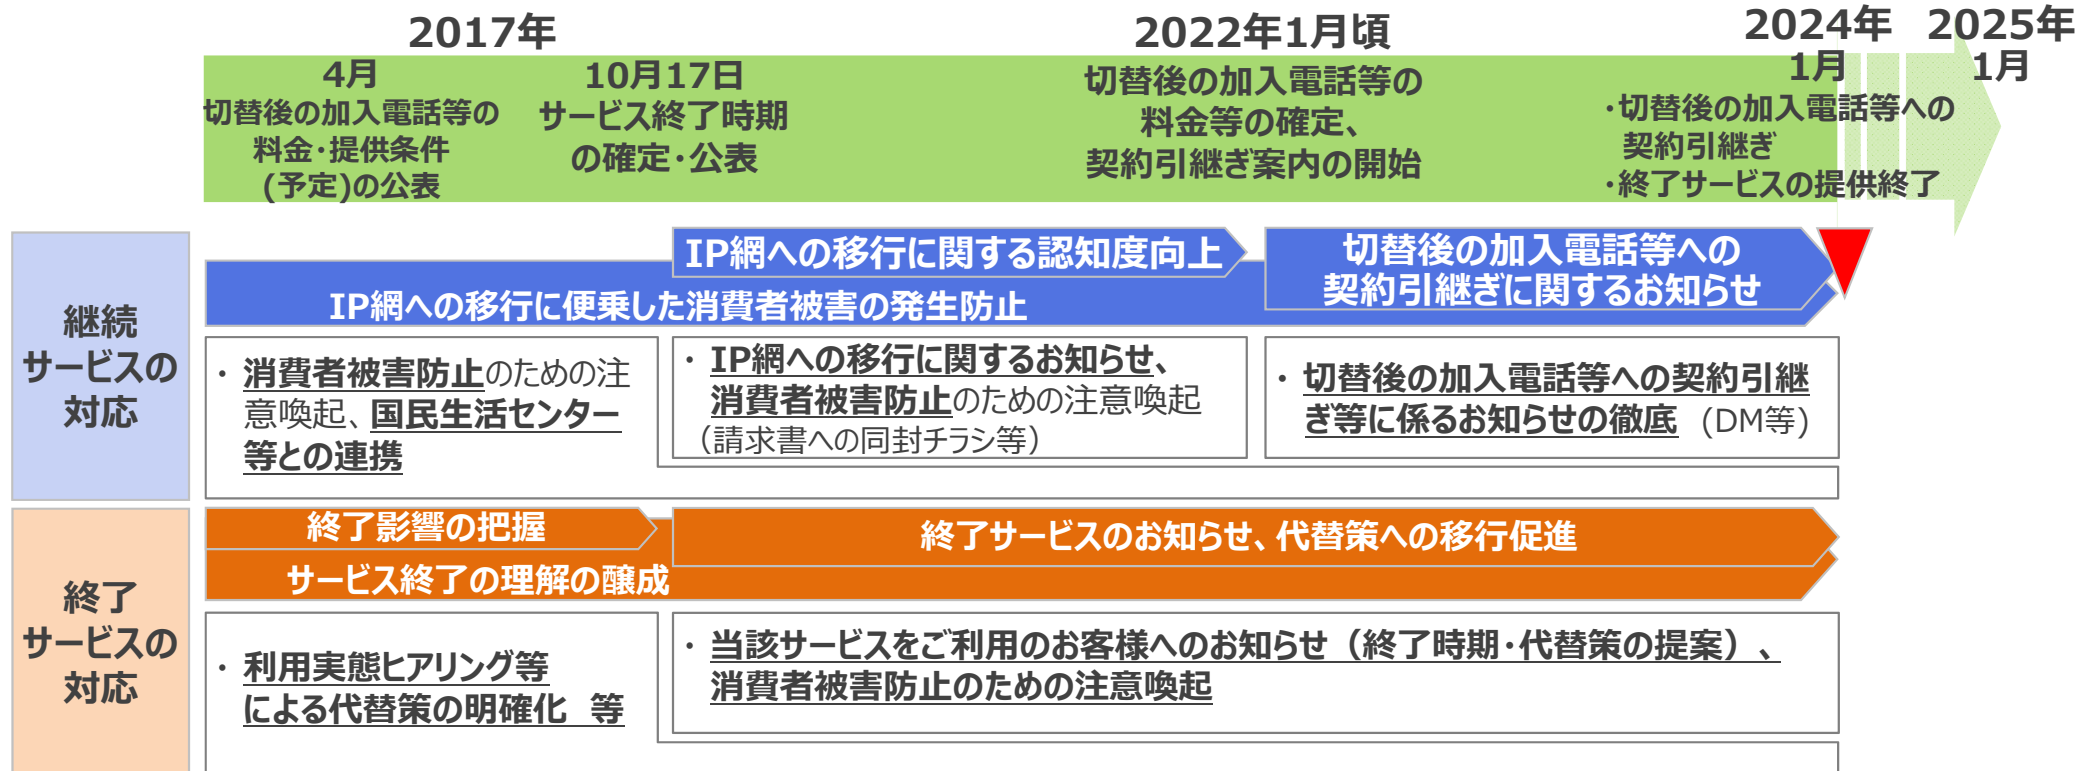 2017年
4月
切替後の加入電話等の
料金・提供条件
(予定)の公表
10月17日
サービス終了時期
の確定・公表
2022年1月頃
切替後の加入電話等の
料金等の確定、
契約引継ぎ案内の開始
2024年
1月
・切替後の加入電話等への
契約引継ぎ
・終了サービスの提供終了
2025年
1月
継続
サービスの
対応
IP網への移行に関する認知度向上
切替後の加入電話等への
契約引継ぎに関するお知らせ
IP網への移行に便乗した消費者被害の発生防止
・ 消費者被害防止のための注
意喚起、国民生活センター
等との連携
・ IP網への移行に関するお知らせ、
消費者被害防止のための注意喚起
（請求書への同封チラシ等）
・ 切替後の加入電話等への契約引継
ぎ等に係るお知らせの徹底 (DM等)
終了
サービスの
対応
終了影響の把握
終了サービスのお知らせ、代替策への移行促進
サービス終了の理解の醸成
・ 利用実態ヒアリング等
による代替策の明確化 等
・ 当該サービスをご利用のお客様へのお知らせ（終了時期・代替策の提案）、
消費者被害防止のための注意喚起